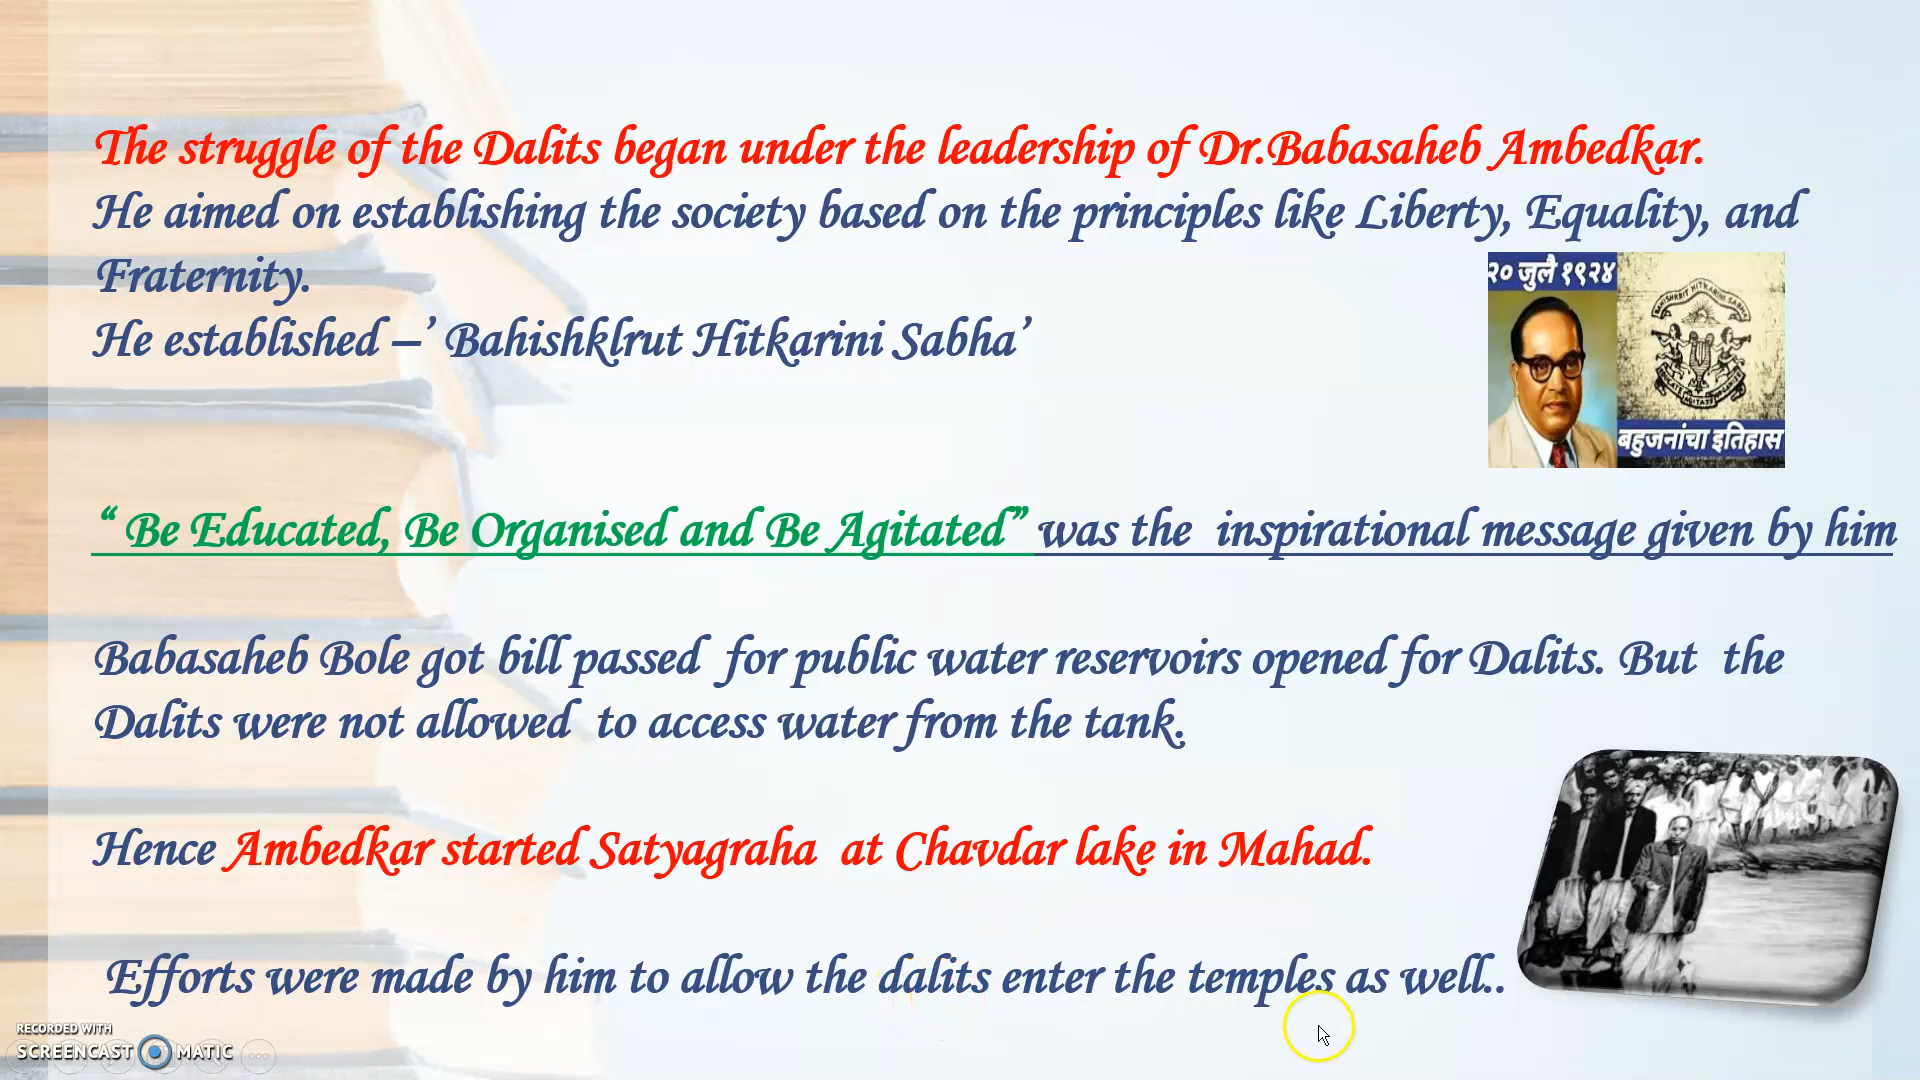 The struggle of the Dalits began under the leadership of Dr.Babasaheb Ambedkar.
He aimed on establishing the society based on the principles like Liberty, Equality, and
Fraternity.
He established –’ Bahishklrut Hitkarini Sabha’
२० जुलै १९२४
BAHISHKRIT HITKARINI SABHA
बहुजनांचा इतिहास
“ Be Educated, Be Organised and Be Agitated” was the inspirational message given by him
Babasaheb Bole got bill passed for public water reservoirs opened for Dalits. But the
Dalits were not allowed to access water from the tank.
Hence Ambedkar started Satyagraha at Chavdar lake in Mahad.
Efforts were made by him to allow the dalits enter the temples as well..
RECORDED WITH
SCREENCAST MATIC